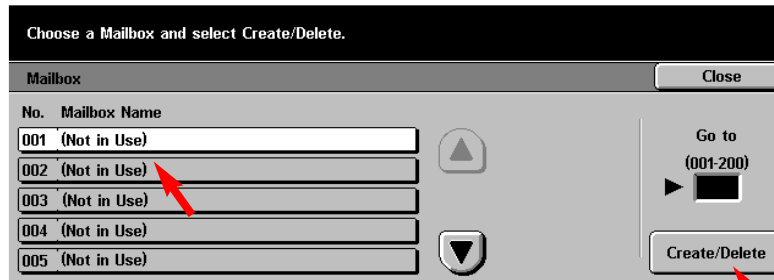 Choose a Mailbox and select Create/Delete.
Mailbox
Close
No. Mailbox Name
001 (Not in Use)
002 (Not in Use)
003 (Not in Use)
004 (Not in Use)
005 (Not in Use)
Go to
(001-200)
Create/Delete